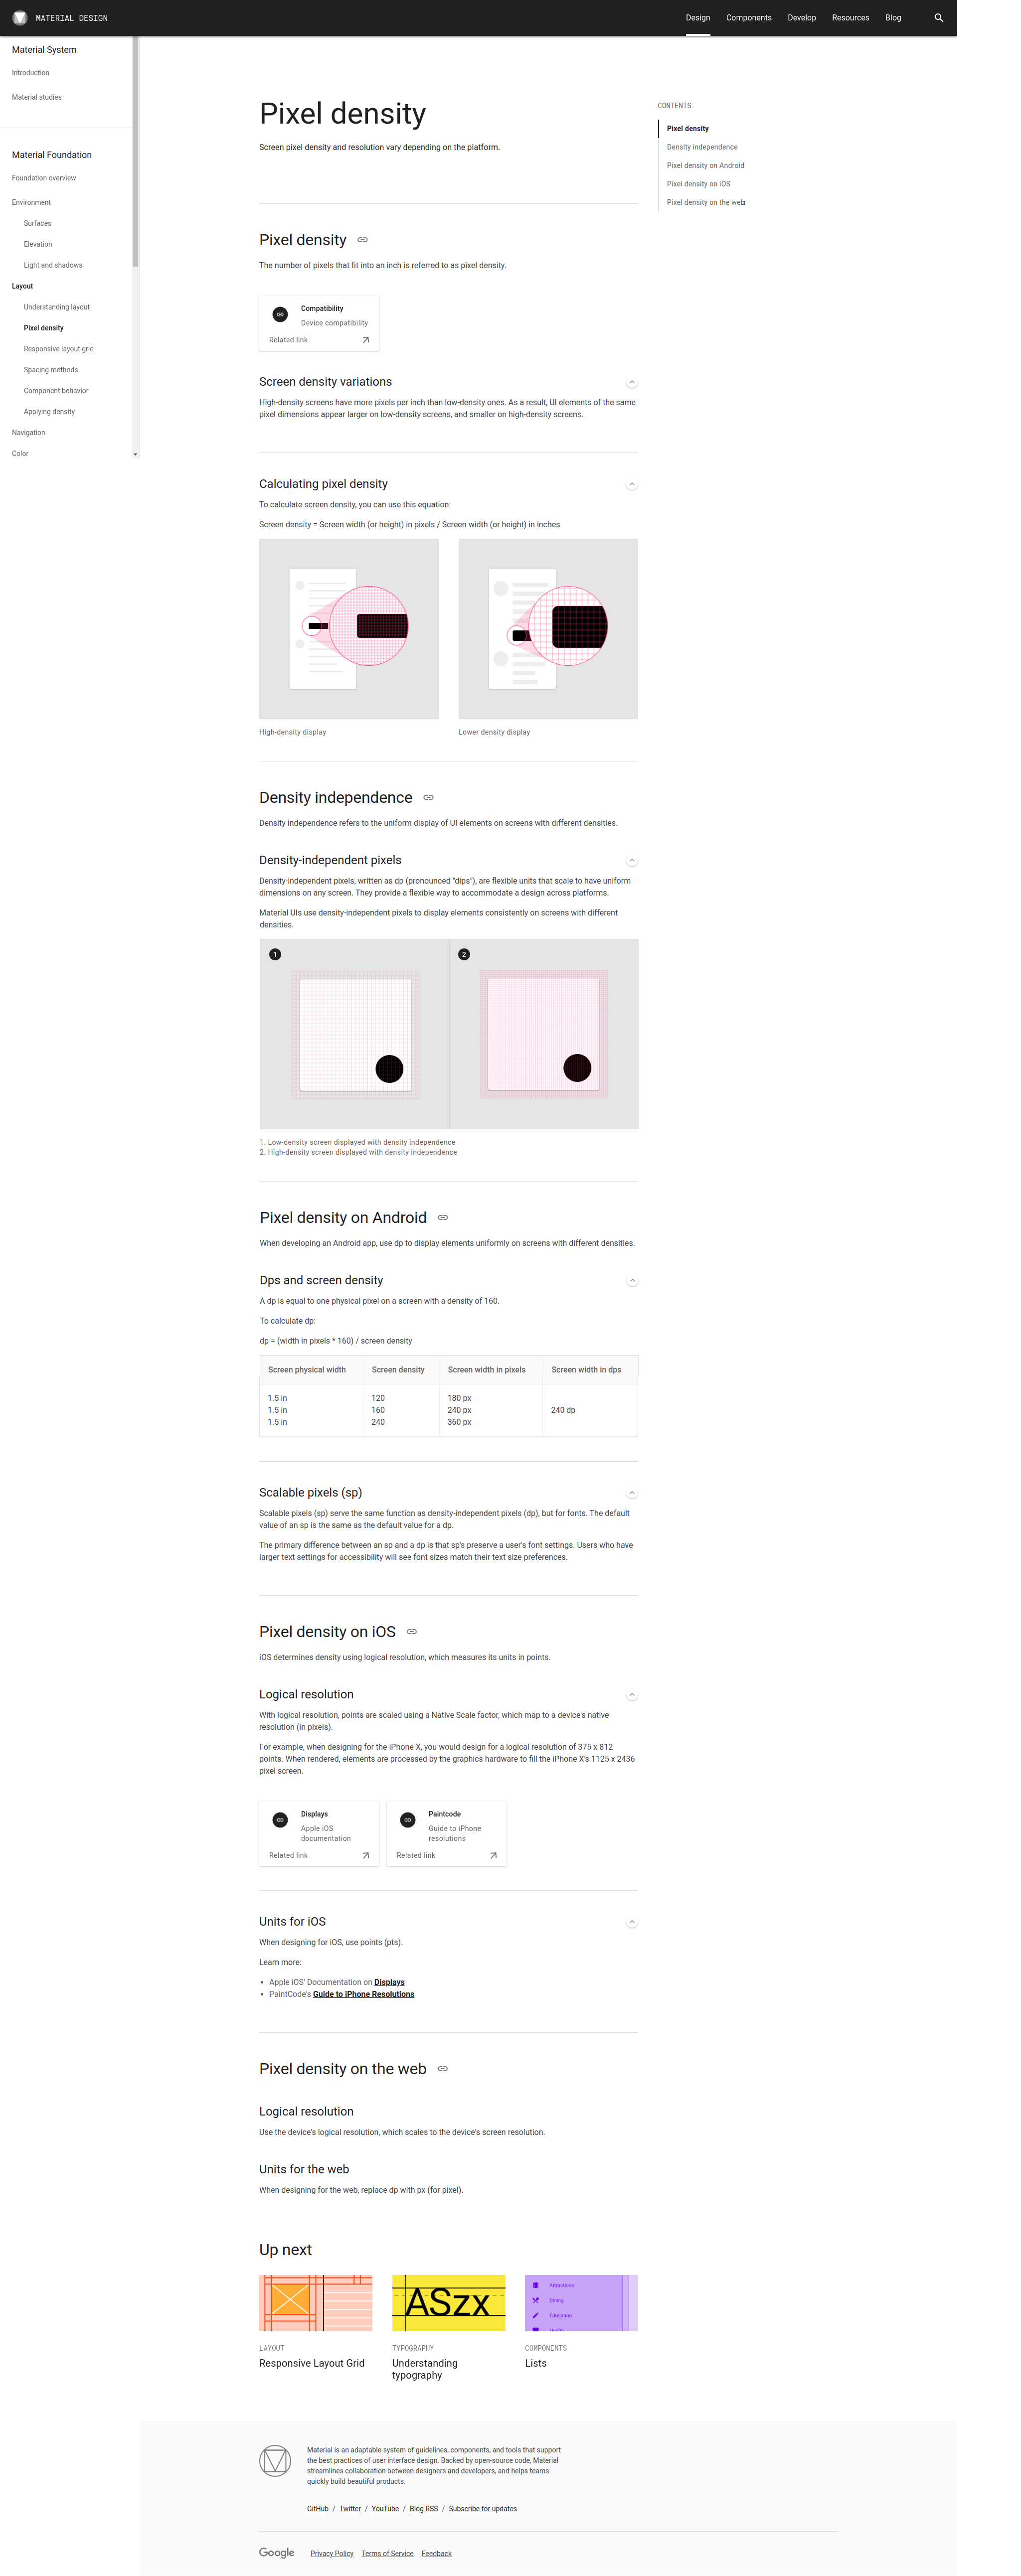 MATERIAL DESIGN
Design
Components
Develop
Resources
Blog
Material System
Introduction
Material studies
Material Foundation
Foundation overview
Environment
Surfaces
Elevation
Light and shadows
Layout
Understanding layout
Pixel density
Responsive layout grid
Spacing methods
Component behavior
Applying density
Navigation
Color
Pixel density
Screen pixel density and resolution vary depending on the platform.
CONTENTS
Pixel density
Density independence
Pixel density on Android
Pixel density on iOS
Pixel density on the web
Pixel density
The number of pixels that fit into an inch is referred to as pixel density.
Compatibility
Device compatibility
Related link
Screen density variations
High-density screens have more pixels per inch than low-density ones. As a result, UI elements of the same
pixel dimensions appear larger on low-density screens, and smaller on high-density screens.
Calculating pixel density
To calculate screen density, you can use this equation:
Screen density = Screen width (or height) in pixels / Screen width (or height) in inches
High-density display
Lower density display
Density independence
Density independence refers to the uniform display of UI elements on screens with different densities.
Density-independent pixels
Density-independent pixels, written as dp (pronounced "dips"), are flexible units that scale to have uniform
dimensions on any screen. They provide a flexible way to accommodate a design across platforms.
Material UIs use density-independent pixels to display elements consistently on screens with different
densities.
1
2
1. Low-density screen displayed with density independence
2. High-density screen displayed with density independence
Pixel density on Android
When developing an Android app, use dp to display elements uniformly on screens with different densities.
Dps and screen density
A dp is equal to one physical pixel on a screen with a density of 160.
To calculate dp:
dp = (width in pixels * 160) / screen density
Screen physical width Screen density Screen width in pixels Screen width in dps
1.5 in 120 180 px
1.5 in 160 240 px 240 dp
1.5 in 240 360 px
Scalable pixels (sp)
Scalable pixels (sp) serve the same function as density-independent pixels (dp), but for fonts. The default
value of an sp is the same as the default value for a dp.
The primary difference between an sp and a dp is that sp's preserve a user's font settings. Users who have
larger text settings for accessibility will see font sizes match their text size preferences.
Pixel density on iOS
iOS determines density using logical resolution, which measures its units in points.
Logical resolution
With logical resolution, points are scaled using a Native Scale factor, which map to a device's native
resolution (in pixels).
For example, when designing for the iPhone X, you would design for a logical resolution of 375 x 812
points. When rendered, elements are processed by the graphics hardware to fill the iPhone X's 1125 x 2436
pixel screen.
Displays
Apple iOS
documentation
Related link
Paintcode
Guide to iPhone
resolutions
Related link
Units for iOS
When designing for iOS, use points (pts).
Learn more:
• Apple iOS' Documentation on Displays
• PaintCode's Guide to iPhone Resolutions
Pixel density on the web
Logical resolution
Use the device's logical resolution, which scales to the device's screen resolution.
Units for the web
When designing for the web, replace dp with px (for pixel).
Up next
Attractions
Dining
Education
Health
ASzx
LAYOUT
Responsive Layout Grid
TYPOGRAPHY
Understanding
typography
COMPONENTS
Lists
Material is an adaptable system of guidelines, components, and tools that support
the best practices of user interface design. Backed by open-source code, Material
streamlines collaboration between designers and developers, and helps teams
quickly build beautiful products.
GitHub / Twitter / YouTube / Blog RSS / Subscribe for updates
Google
Privacy Policy
Terms of Service
Feedback